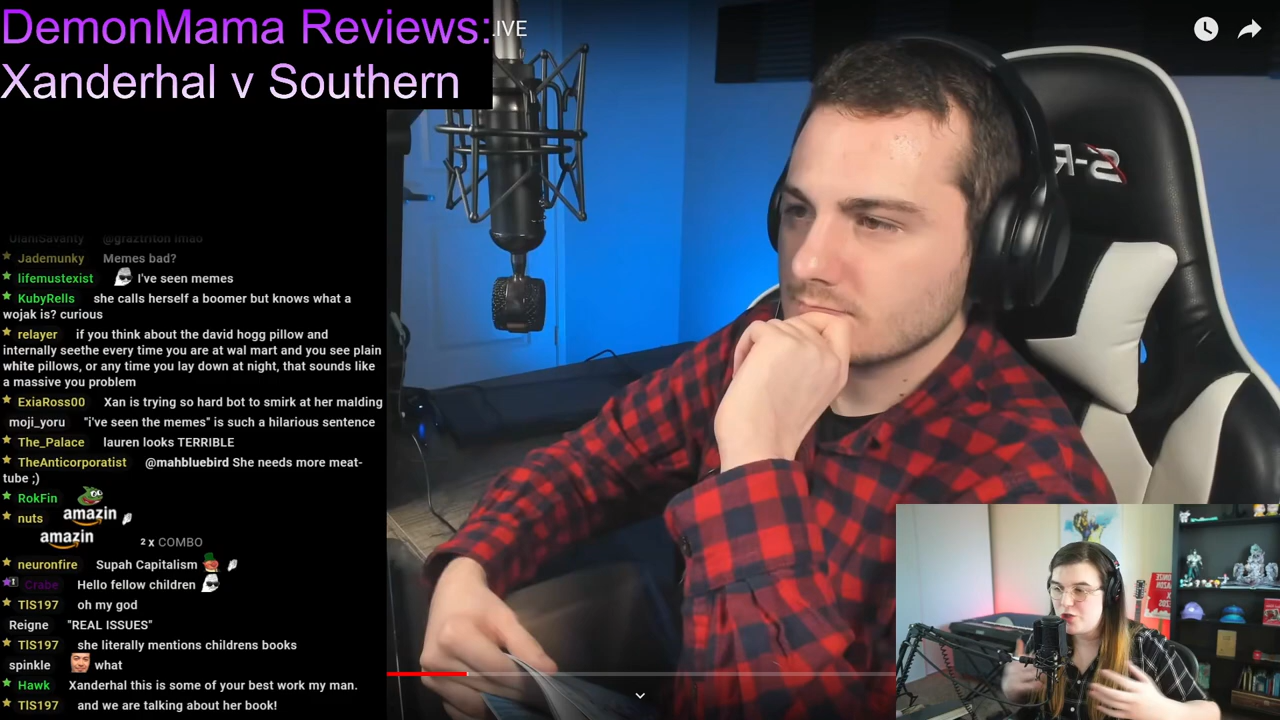 DemonMama Reviews:
IVE
Xanderhal v Southern
@graztriton lmao
Jademunky Memes bad?
lifemustexist I've seen memes
KubyRells she calls herself a boomer but knows what a
wojak is? curious
relayer if you think about the david hogg pillow and
internally seethe every time you are at wal mart and you see plain
white pillows, or any time you lay down at night, that sounds like
a massive you problem
ExiaRoss00 Xan is trying so hard bot to smirk at her malding
moji_yoru "i've seen the memes" is such a hilarious sentence
The_Palace lauren looks TERRIBLE
TheAnticorporatist @mahbluebird She needs more meat-
tube ;)
RokFin
nuts amazin
amazin 2 x COMBO
neuronfire Supah Capitalism
Crabe Hello fellow children
TIS197 oh my god
Reigne "REAL ISSUES"
TIS197 she literally mentions childrens books
spinkle what
Hawk Xanderhal this is some of your best work my man.
TIS197 and we are talking about her book!